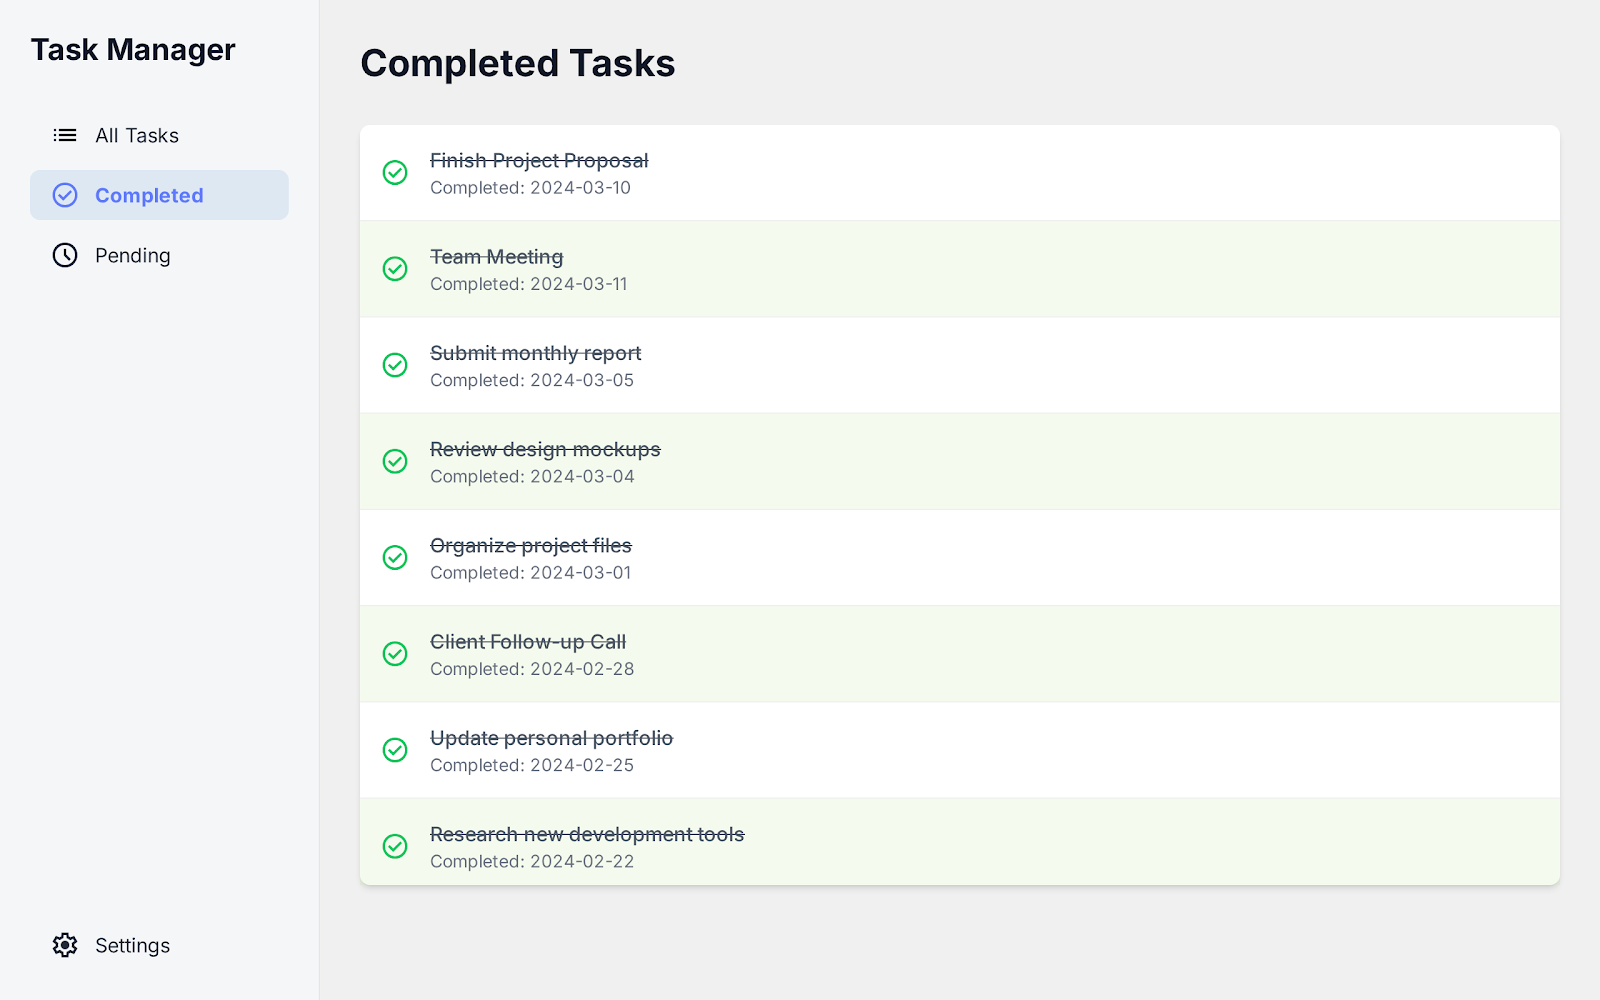 Task Manager
All Tasks
Completed
Pending
Settings
Completed Tasks
Finish Project Proposal
Completed: 2024-03-10
Team Meeting
Completed: 2024-03-11
Submit monthly report
Completed: 2024-03-05
Review design mockups
Completed: 2024-03-04
Organize project files
Completed: 2024-03-01
Client Follow-up Call
Completed: 2024-02-28
Update personal portfolio
Completed: 2024-02-25
Research new development tools
Completed: 2024-02-22